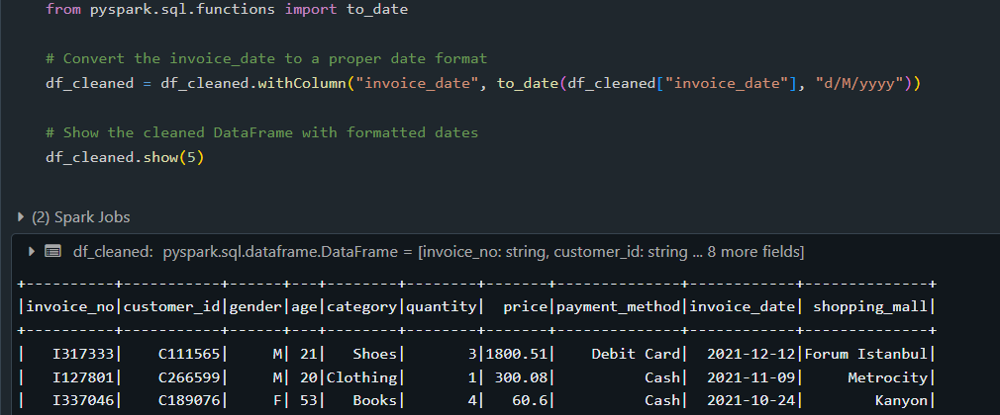 from pyspark.sql.functions import to_date
# Convert the invoice_date to a proper date format
df_cleaned = df_cleaned.withColumn("invoice_date", to_date(df_cleaned["invoice_date"], "d/M/yyyy"))
# Show the cleaned DataFrame with formatted dates
df_cleaned.show(5)
(2) Spark Jobs
df_cleaned: pyspark.sql.dataframe.DataFrame = [invoice_no: string, customer_id: string ... 8 more fields]
+----------+-----------+------+---+--------+--------+-------+--------------+------------+--------------+
|invoice_no|customer_id|gender|age|category|quantity|  price|payment_method|invoice_date| shopping_mall|
+----------+-----------+------+---+--------+--------+-------+--------------+------------+--------------+
|   I317333|    C111565|     M| 21|   Shoes|       3|1800.51|    Debit Card|  2021-12-12|Forum Istanbul|
|   I127801|    C266599|     M| 20|Clothing|       1| 300.08|          Cash|  2021-11-09|     Metrocity|
|   I337046|    C189076|     F| 53|   Books|       4|   60.6|          Cash|  2021-10-24|        Kanyon|